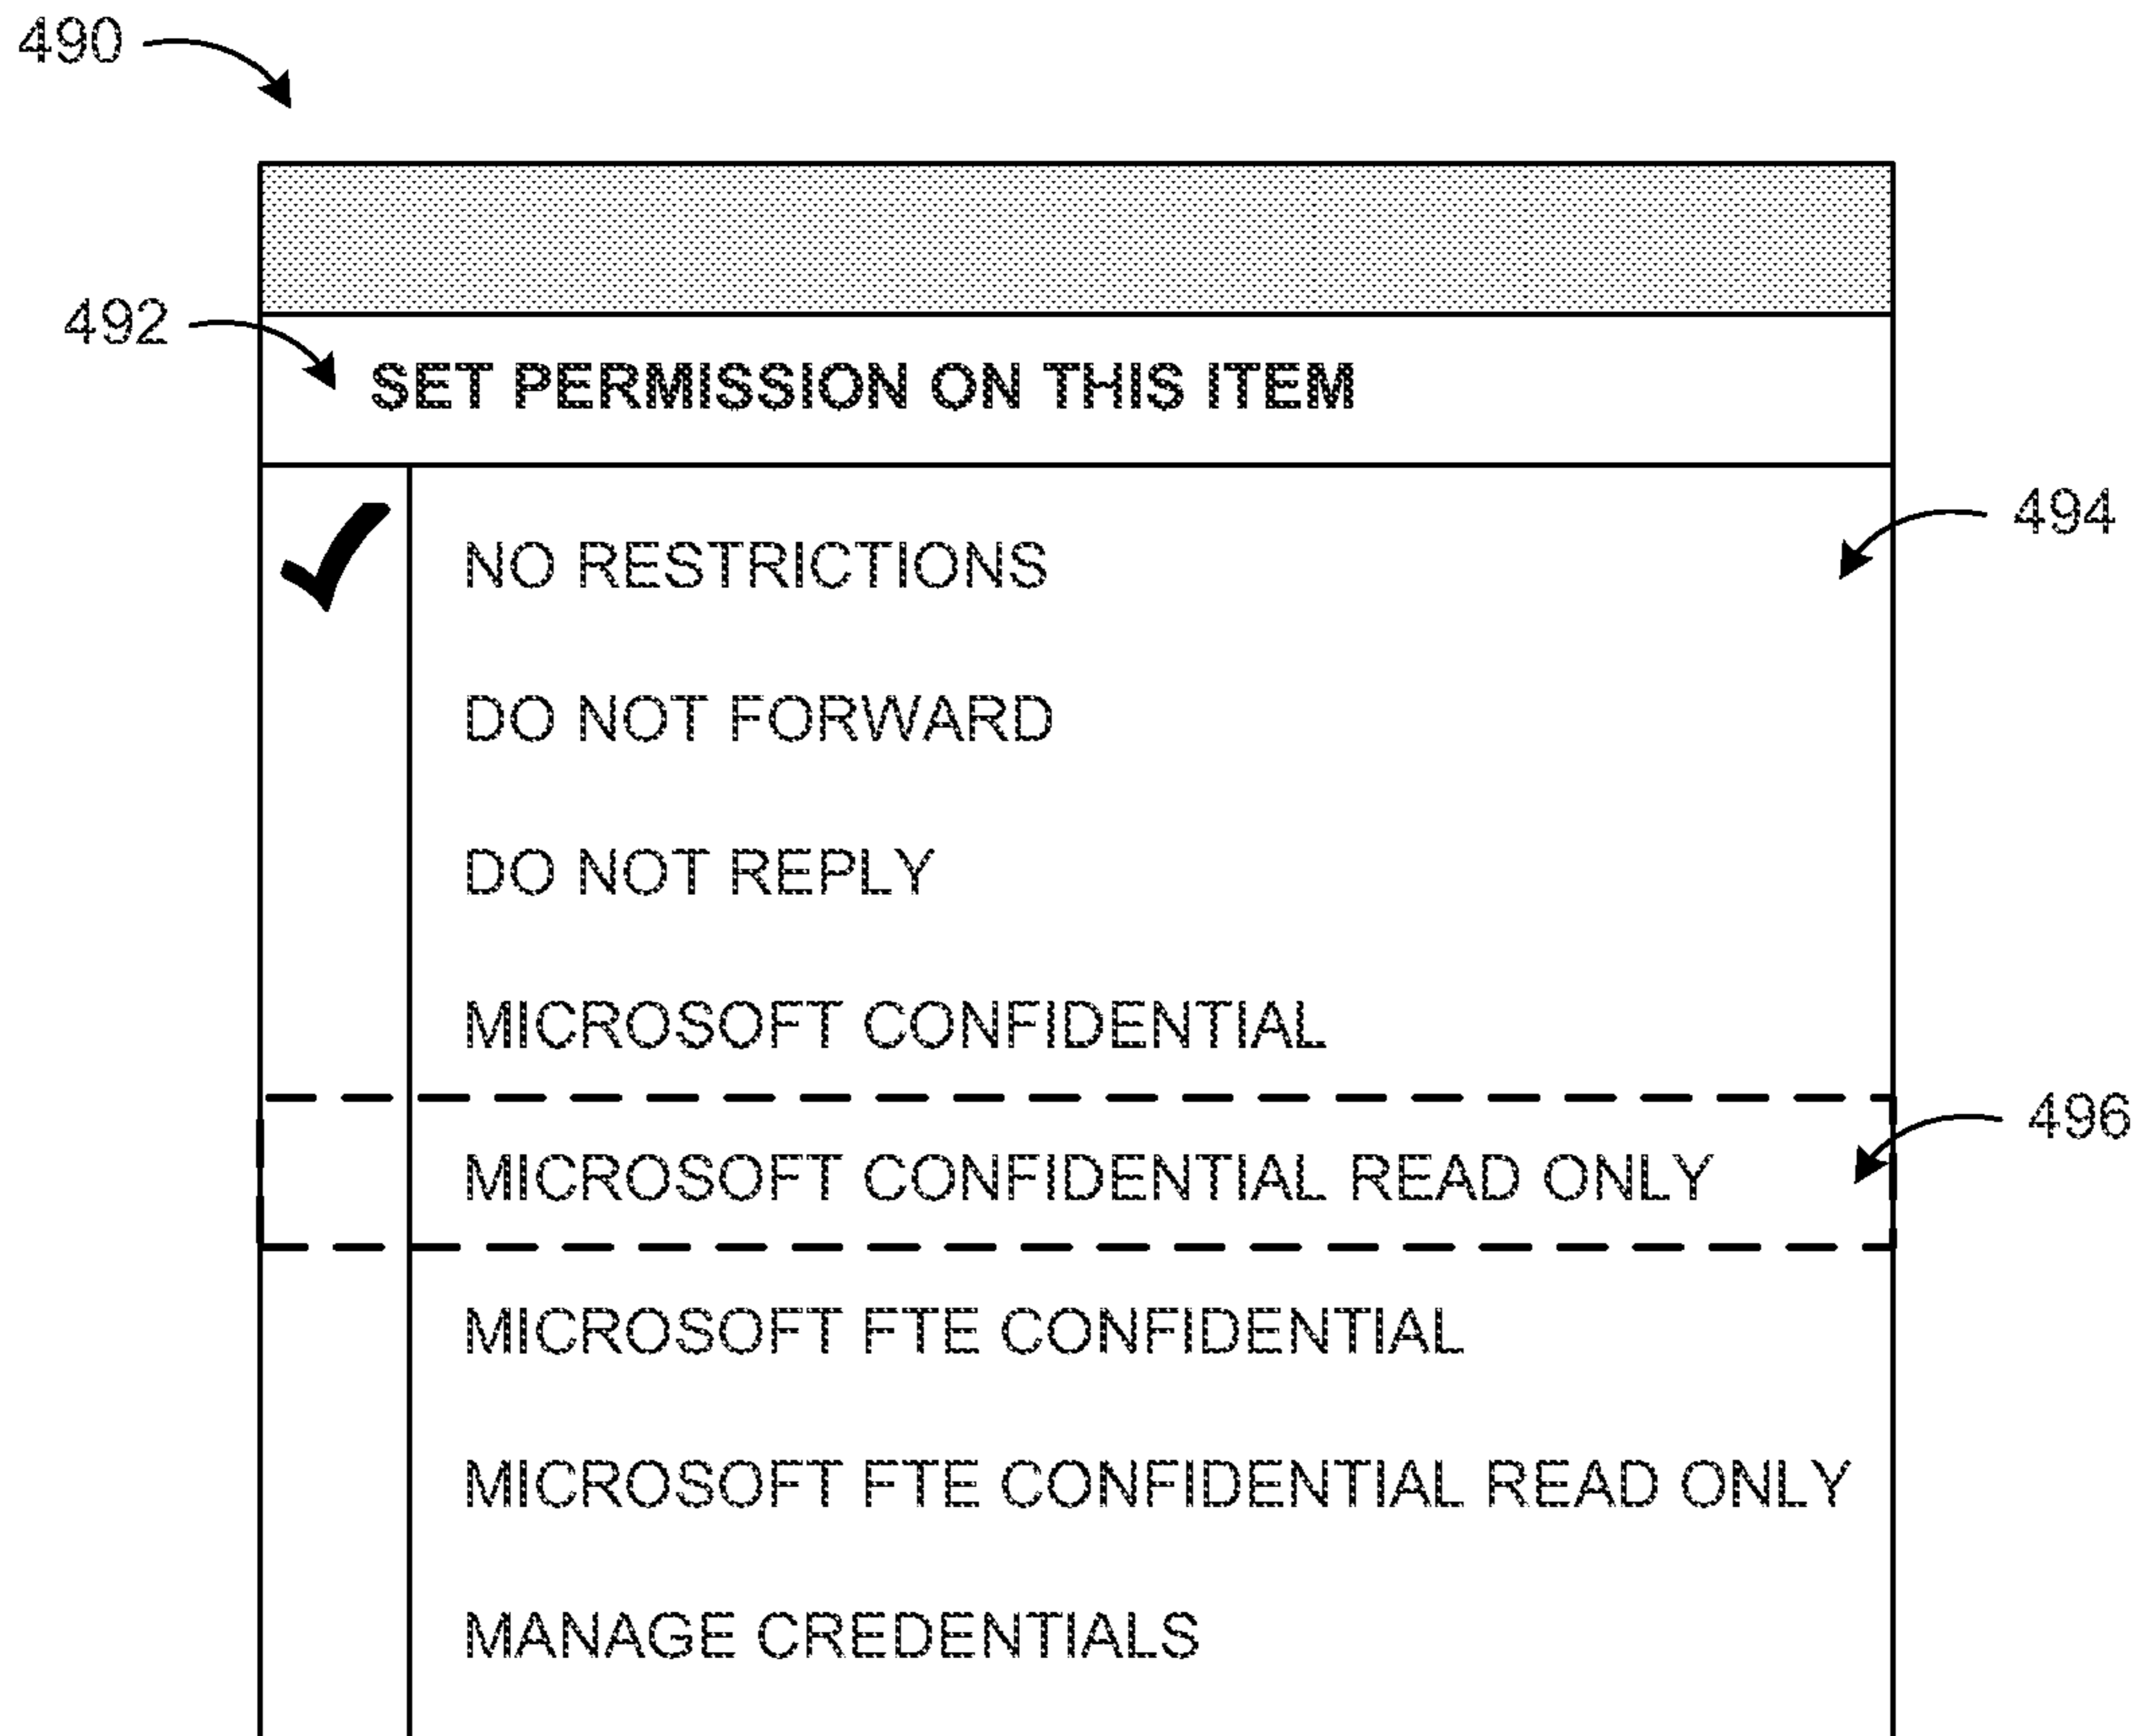 490
492
SET PERMISSION ON THIS ITEM
NO RESTRICTIONS
494
DO NOT FORWARD
DO NOT REPLY
MICROSOFT CONFIDENTIAL
MICROSOFT CONFIDENTIAL READ ONLY
496
MICROSOFT FTE CONFIDENTIAL
MICROSOFT FTE CONFIDENTIAL READ ONLY
MANAGE CREDENTIALS